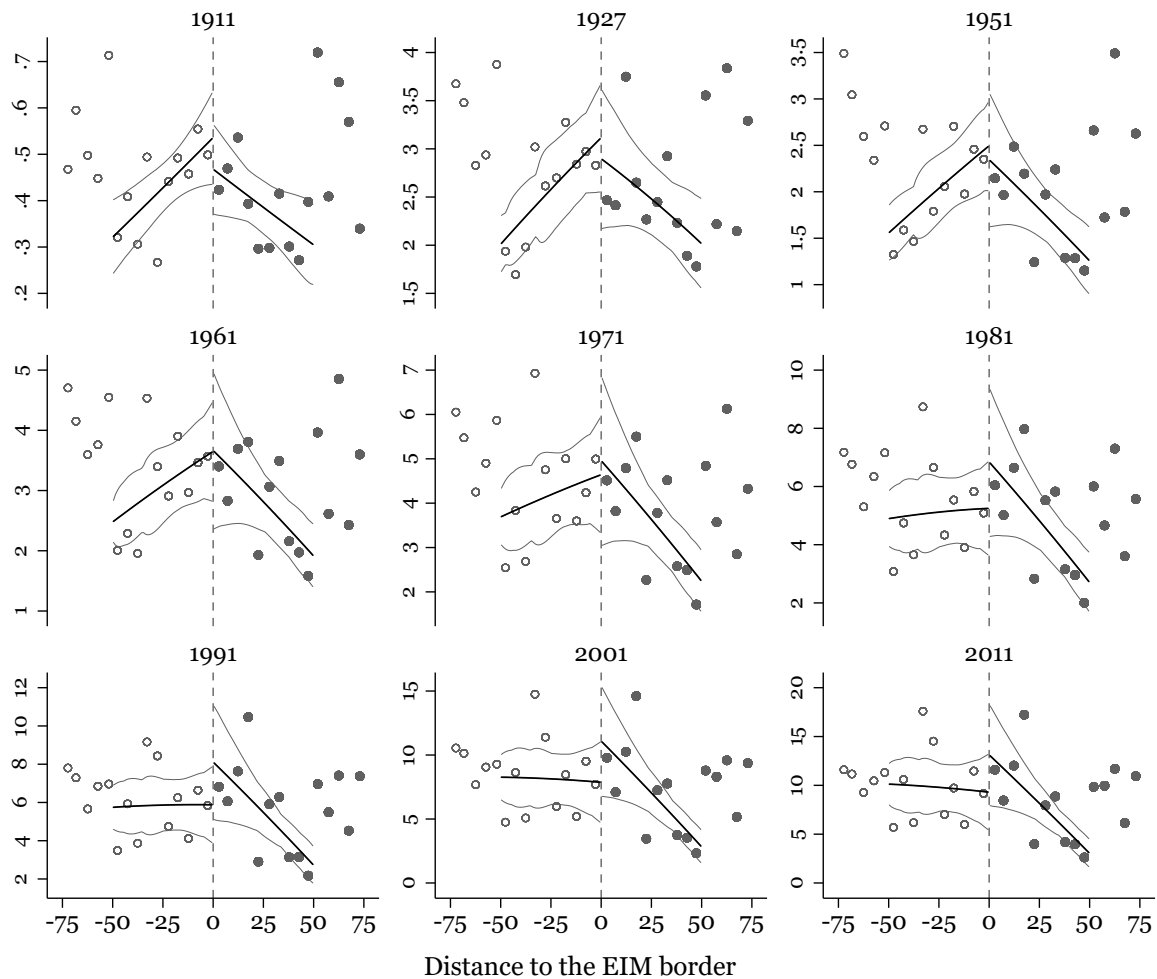 1911 1927 1951
.7 .6 .5 .4 .3 .2
4 3.5 3 2.5 2 1.5
3.5 3 2.5 2 1.5 1
1961 1971 1981
5 4 3 2 1
7 6 5 4 3 2
10 8 6 4 2
1991 2001 2011
12 10 8 6 4 2
15 10 5 0
20 15 10 5 0
-75 -50 -25 0 25 50 75
-75 -50 -25 0 25 50 75
-75 -50 -25 0 25 50 75
Distance to the EIM border